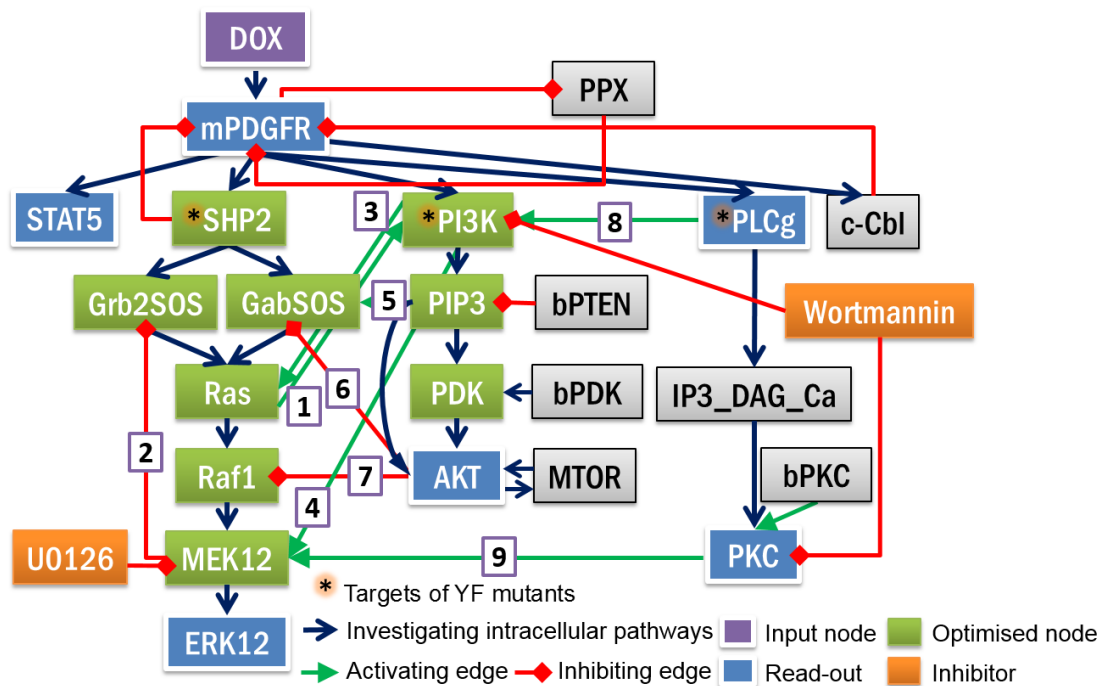 DOX
PPX
mPDGFR
STAT5
*SHP2
3
*PI3K
8
*PLCg
c-Cbl
Grb2SOS
GabSOS
5
PIP3
bPTEN
Wortmannin
Ras
1
6
PDK
bPDK
IP3_DAG_Ca
2
Raf1
7
AKT
MTOR
bPKC
4
U0126
MEK12
9
PKC
* Targets of YF mutants
ERK12
Investigating intracellular pathways
Input node
Optimised node
Activating edge
Inhibiting edge
Read-out
Inhibitor